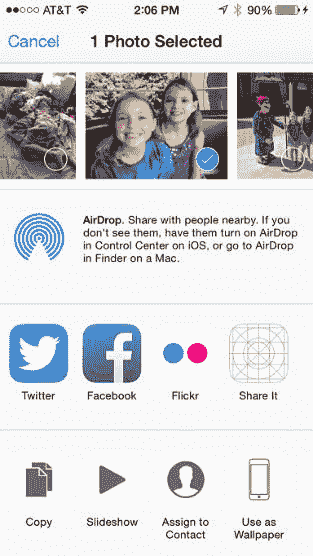 AT&T 2:06 PM 90%
Cancel 1 Photo Selected
AirDrop. Share with people nearby. If you
don't see them, have them turn on AirDrop
in Control Center on iOS, or go to AirDrop
in Finder on a Mac.
Twitter Facebook Flickr Share It
Copy Slideshow Assign to Use as
Contact Wallpaper